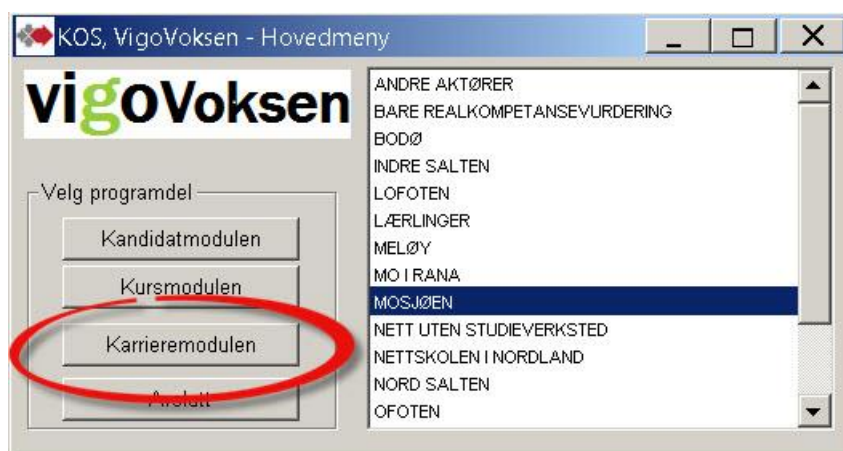 KOS, VigoVoksen - Hovedmeny
vigoVoksen
Velg programdel
Kandidatmodulen
Kursmodulen
Karrieremodulen
Avslutt
ANDRE AKTØRER
BARE REALKOMPETANSEVURDERING
BODØ
INDRE SALTEN
LOFOTEN
LÆRLINGER
MELØY
MO I RANA
MOSJØEN
NETT UTEN STUDIEVERKSTED
NETTSKOLEN I NORDLAND
NORD SALTEN
OFOTEN